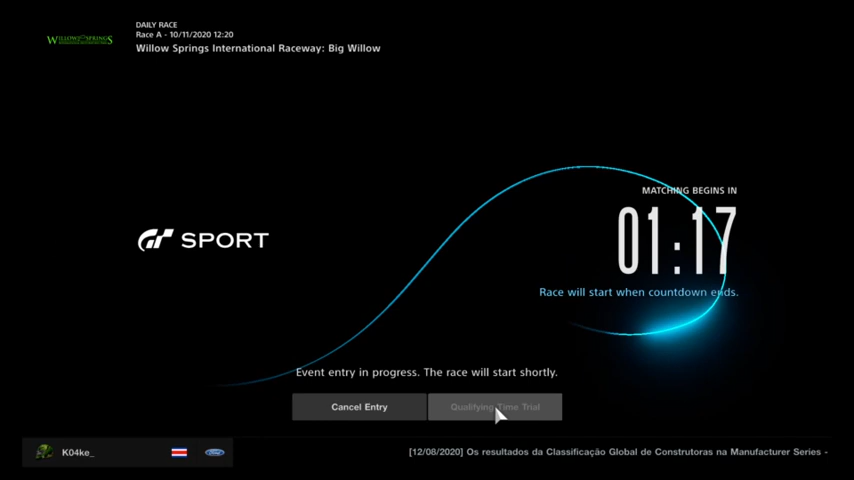 DAILY RACE
Race A - 10/11/2020 12:20
WILLOW SPRINGS
Willow Springs International Raceway: Big Willow
MATCHING BEGINS IN
01:17
SPORT
Race will start when countdown ends.
Event entry in progress. The race will start shortly.
Cancel Entry
Qualifying Time Trial
K04ke_
Ford
[12/08/2020] Os resultados da Classificação Global de Construtoras na Manufacturer Series -